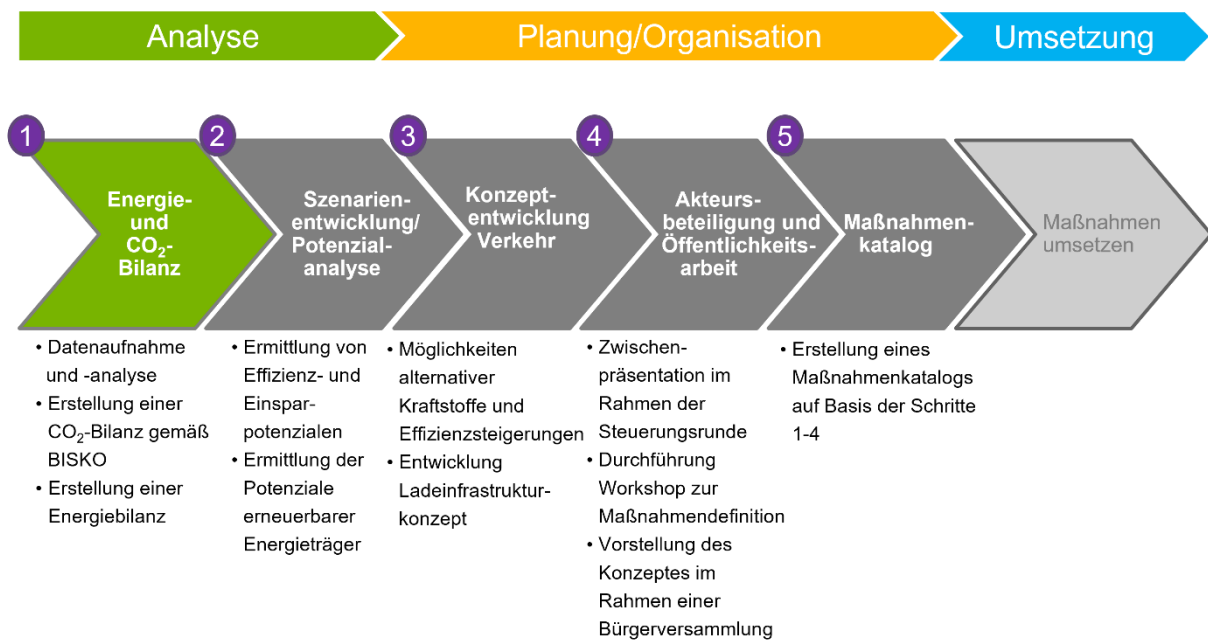 Analyse
Planung/Organisation
Umsetzung
1
Energie-
und
CO₂-
Bilanz
2
Szenarien-
entwicklung/
Potenzial-
analyse
3
Konzept-
entwicklung
Verkehr
4
Akteurs-
beteiligung und
Öffentlichkeits-
arbeit
5
Maßnahmen-
katalog
Maßnahmen
umsetzen
• Datenaufnahme
und -analyse
• Erstellung einer
CO₂-Bilanz gemäß
BISKO
• Erstellung einer
Energiebilanz
• Ermittlung von
Effizienz- und
Einspar-
potenzialen
• Ermittlung der
Potenziale
erneuerbarer
Energieträger
• Möglichkeiten
alternativer
Kraftstoffe und
Effizienzsteigerungen
• Entwicklung
Ladeinfrastruktur-
konzept
• Zwischen-
präsentation im
Rahmen der
Steuerungsrunde
• Durchführung
Workshop zur
Maßnahmendefinition
• Vorstellung des
Konzeptes im
Rahmen einer
Bürgerversammlung
• Erstellung eines
Maßnahmenkatalogs
auf Basis der Schritte
1-4